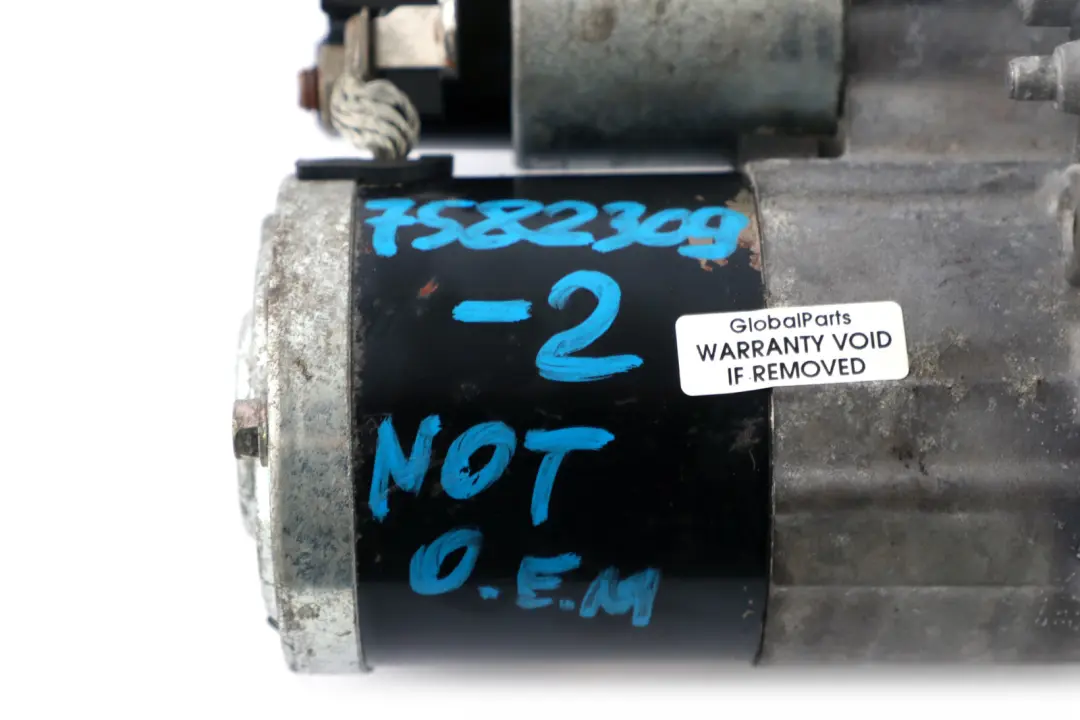 7582309
-2
GlobalParts
WARRANTY VOID
IF REMOVED
NOT
O.E.M